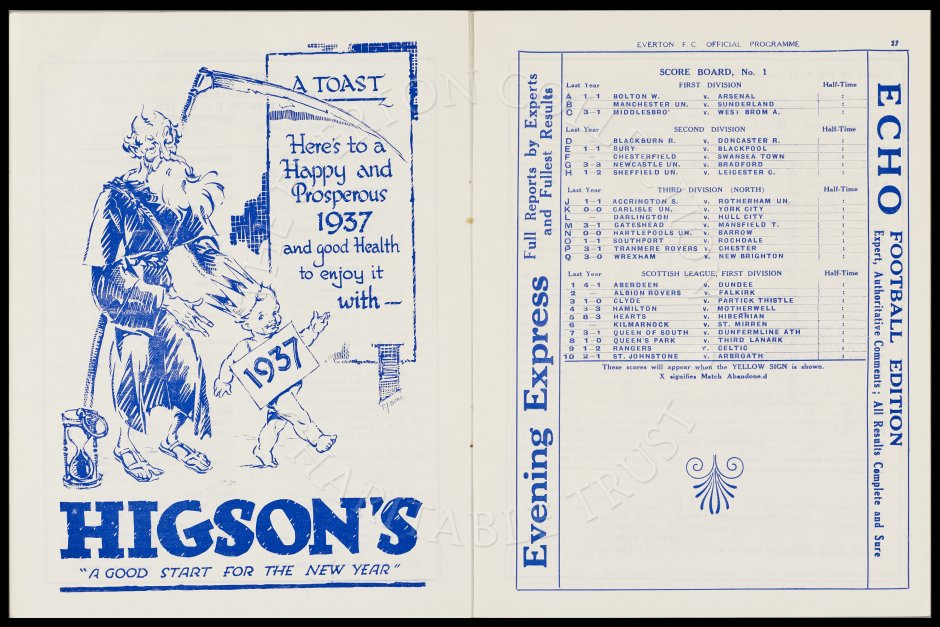 A TOAST
Here's to a
Happy and
Prosperous
1937
and good Health
to enjoy it
with —
1937
HIGSON'S
"A GOOD START FOR THE NEW YEAR"
EVERTON F.C. OFFICIAL PROGRAMME
Evening Express Full Reports by Experts
and Fullest Results
SCORE BOARD, No. 1
Last Year FIRST DIVISION Half-Time
A 1—1 BOLTON W. v. ARSENAL :
B — MANCHESTER UN. v. SUNDERLAND :
C 3—1 MIDDLESBRO' v. WEST BROM A. :
Last Year SECOND DIVISION Half-Time
D — BLACKBURN R. v. DONCASTER R. :
E 1—1 BURY v. BLACKPOOL :
F — CHESTERFIELD v. SWANSEA TOWN :
G 3—3 NEWCASTLE UN. v. BRADFORD :
H 1—2 SHEFFIELD UN. v. LEICESTER C. :
Last Year THIRD DIVISION (NORTH) Half-Time
J 1—1 ACCRINGTON S. v. ROTHERHAM UN. :
K 0—0 CARLISLE UN. v. YORK CITY :
L — DARLINGTON v. HULL CITY :
M 3—1 GATESHEAD v. MANSFIELD T. :
N 0—0 HARTLEPOOLS UN. v. BARROW :
O 1—1 SOUTHPORT v. ROCHDALE :
P 3—1 TRANMERE ROVERS v. CHESTER :
Q 3—0 WREXHAM v. NEW BRIGHTON :
Last Year SCOTTISH LEAGUE, FIRST DIVISION Half-Time
1 4—1 ABERDEEN v. DUNDEE :
2 — ALBION ROVERS v. FALKIRK :
3 1—0 CLYDE v. PARTICK THISTLE :
4 3—3 HAMILTON v. MOTHERWELL :
5 8—3 HEARTS v. HIBERNIAN :
6 — KILMARNOCK v. ST. MIRREN :
7 3—1 QUEEN OF SOUTH v. DUNFERMLINE ATH :
8 1—0 QUEEN'S PARK v. THIRD LANARK :
9 1—2 RANGERS v. CELTIC :
10 2—1 ST. JOHNSTONE v. ARBROATH :
These scores will appear when the YELLOW SIGN is shown.
X signifies Match Abandone.d
ECHO FOOTBALL EDITION
Expert, Authoritative Comments; All Results Complete and Sure
CHARITABLE TRUST